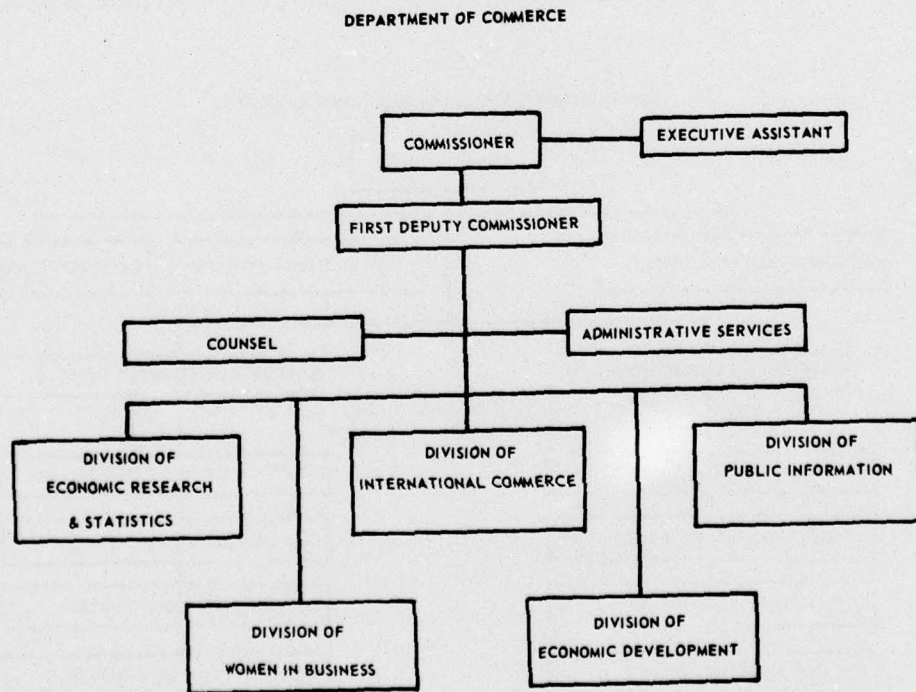 DEPARTMENT OF COMMERCE
COMMISSIONER
EXECUTIVE ASSISTANT
FIRST DEPUTY COMMISSIONER
COUNSEL
ADMINISTRATIVE SERVICES
DIVISION OF
ECONOMIC RESEARCH
& STATISTICS
DIVISION OF
INTERNATIONAL COMMERCE
DIVISION OF
PUBLIC INFORMATION
DIVISION OF
WOMEN IN BUSINESS
DIVISION OF
ECONOMIC DEVELOPMENT